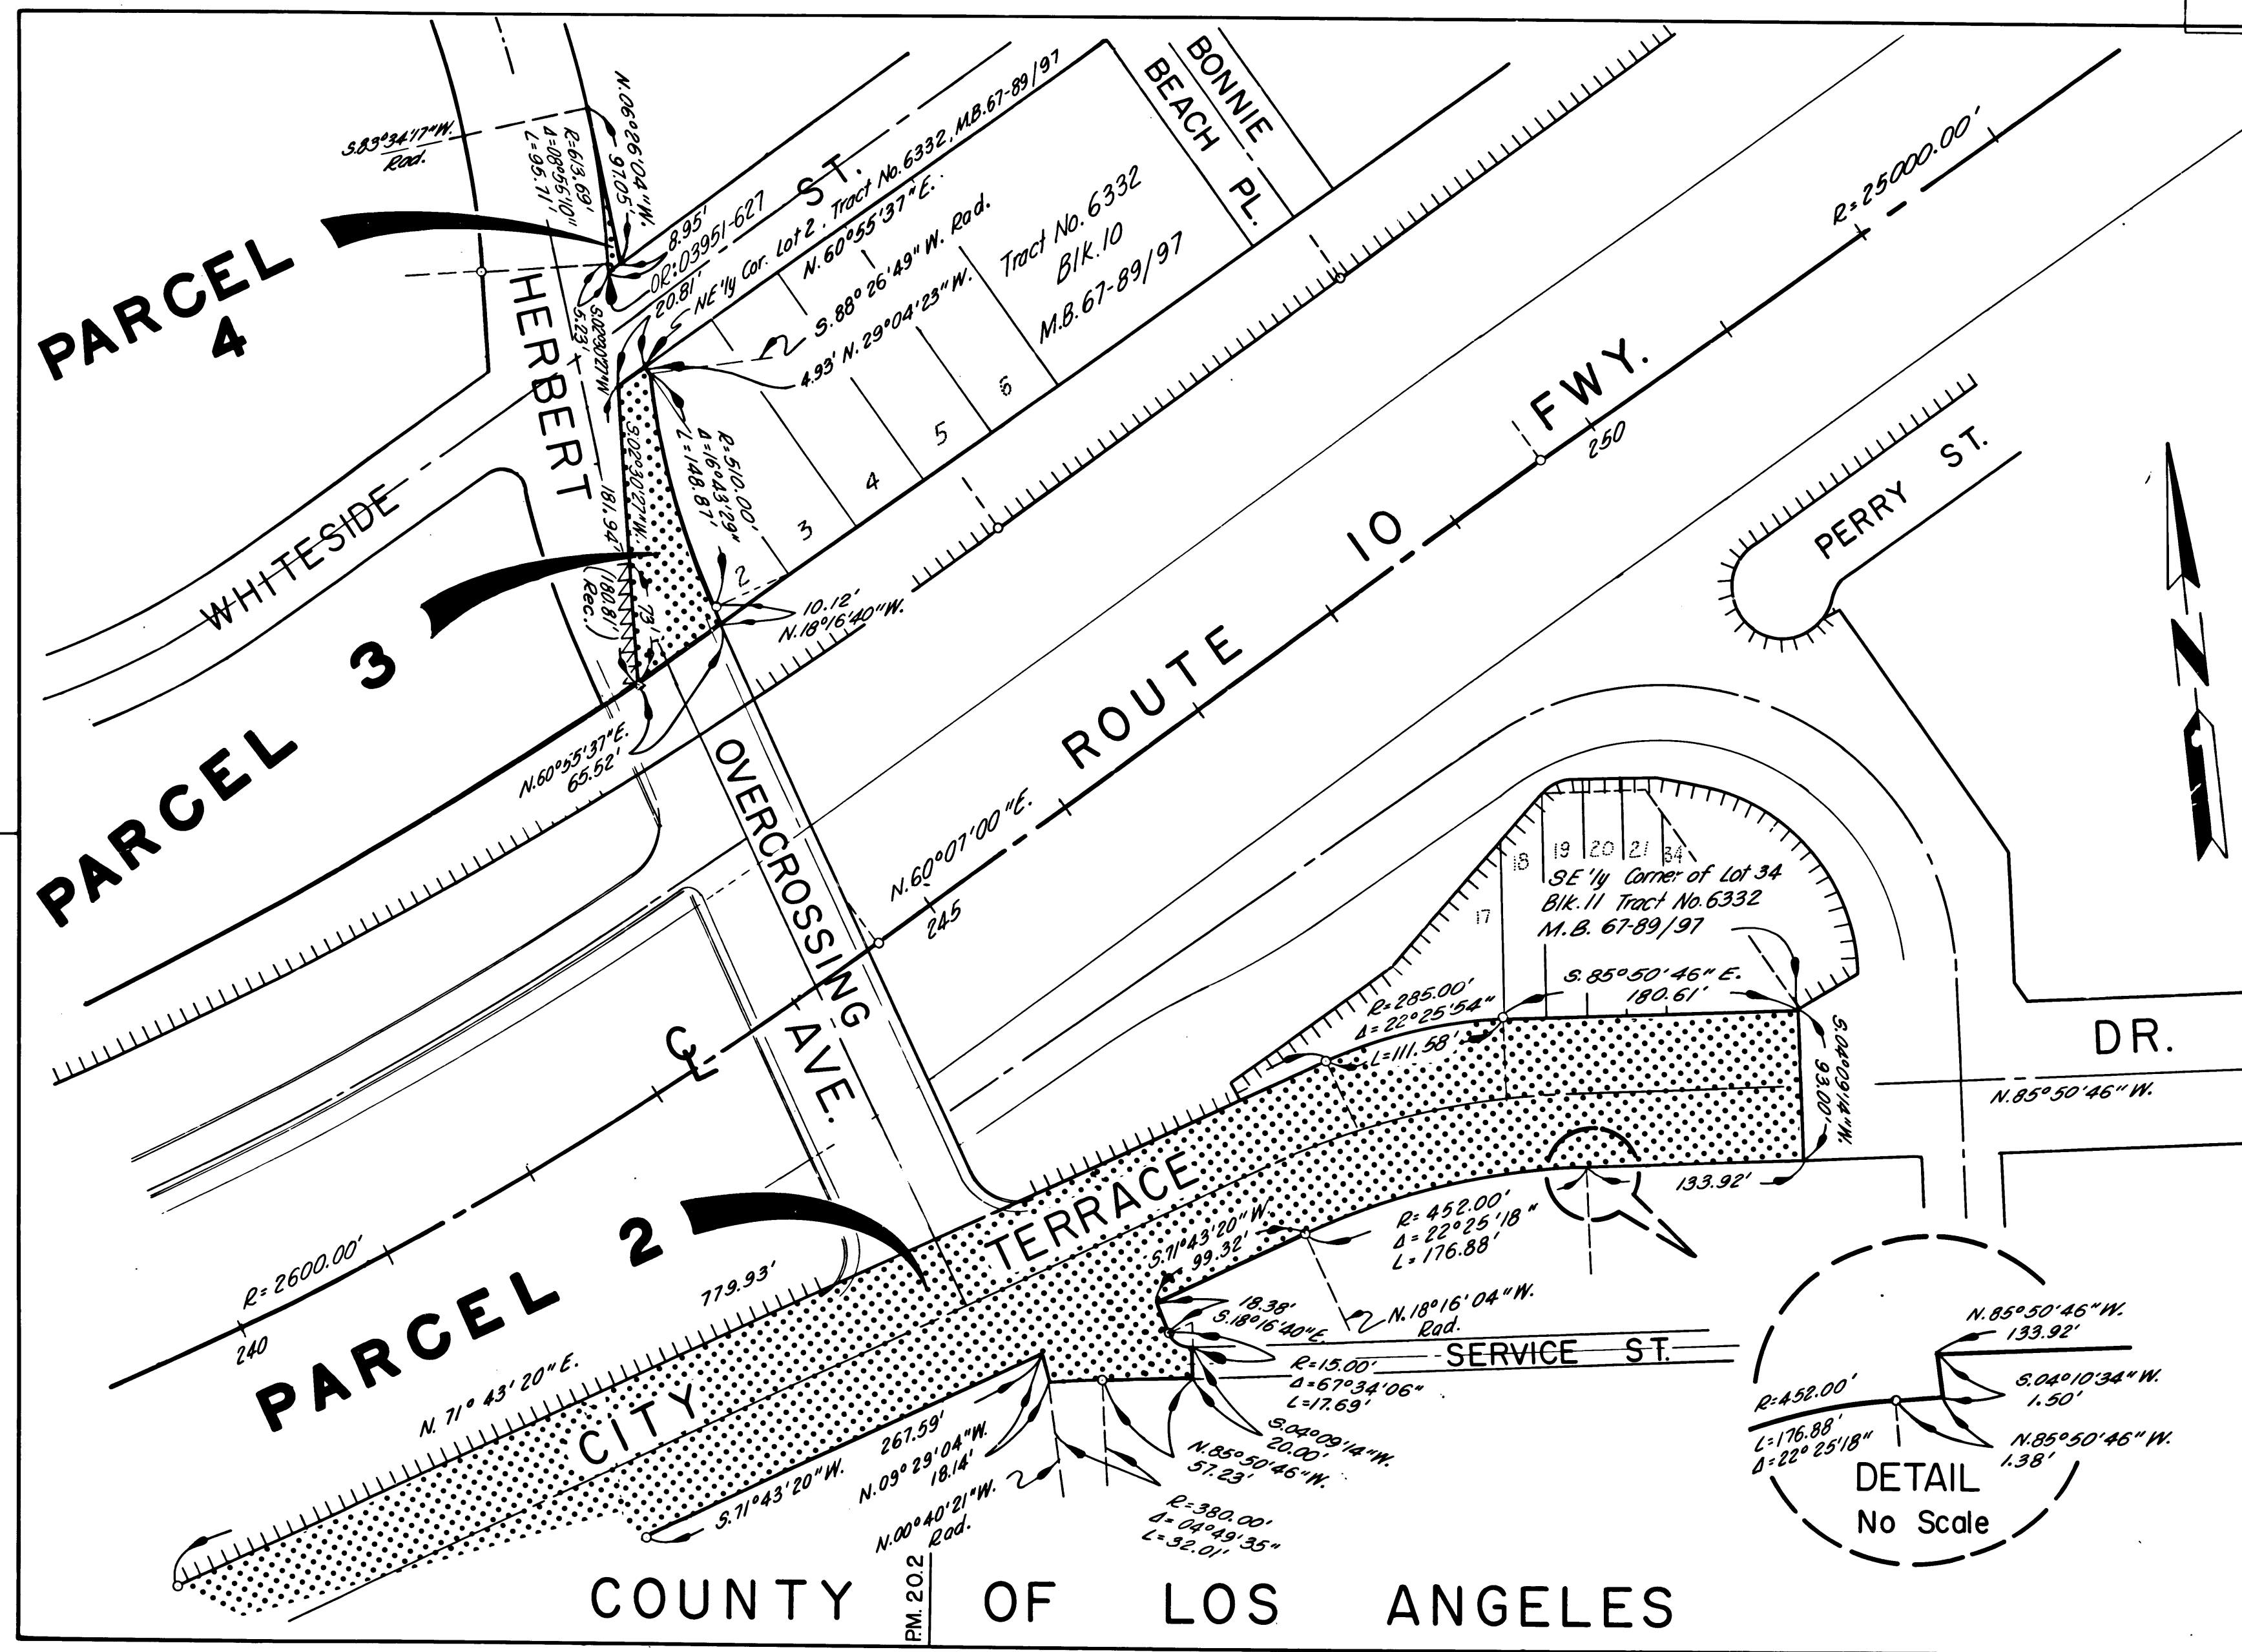 S.83°34'17"W.
Rad.
N.06°26'04"W.
97.05'
R=613.69'
Δ=08°56'10"
L=95.71'
PARCEL
4
HERBERT
ST.
8.95'
OR:03951-627
20.81'
NE'ly Cor. Lot 2, Tract No. 6332, M.B. 67-89/97
N.60°55'37"E.
S.88°26'49"W. Rad.
4.93' N.29°04'23"W.
S.02°30'27"W
5.23'
BONNIE
BEACH PL.
Tract No. 6332
Blk. 10
M.B. 67-89/97
2
3
4
5
6
WHITESIDE
R=510.00'
Δ=16°43'29"
L=148.87'
S.02°30'27"W.
181.94'
(180.81'
Rec.)
73
10.12'
N.18°16'40"W.
N.60°55'37"E.
65.52'
PARCEL 3
R=25000.00'
FWY.
250
ROUTE 10
PERRY ST.
N
N.60°07'00"E.
245
OVERCROSSING
AVE.
CL
17
18
19
20
21
34
SE'ly Corner of Lot 34
Blk. 11 Tract No. 6332
M.B. 67-89/97
S.85°50'46"E.
180.61'
R=285.00'
Δ=22°25'54"
L=111.58'
S.04°09'14"W.
93.00'
DR.
N.85°50'46"W.
133.92'
R=452.00'
Δ=22°25'18"
L=176.88'
TERRACE
S.71°43'20"W.
99.32'
N.18°16'04"W.
Rad.
18.38'
S.18°16'40"E.
SERVICE ST.
R=15.00'
Δ=67°34'06"
L=17.69'
S.04°09'14"W.
20.00'
N.85°50'46"W.
57.23'
R=380.00'
Δ=04°49'35"
L=32.01'
R=2600.00'
240
PARCEL 2
779.93'
N.71°43'20"E.
CITY
267.59'
S.71°43'20"W.
N.09°29'04"W.
18.14'
N.00°40'21"W.
Rad.
N.85°50'46"W.
133.92'
S.04°10'34"W.
1.50'
R=452.00'
L=176.88'
Δ=22°25'18"
N.85°50'46"W.
1.38'
DETAIL
No Scale
P.M. 20.2
COUNTY OF LOS ANGELES